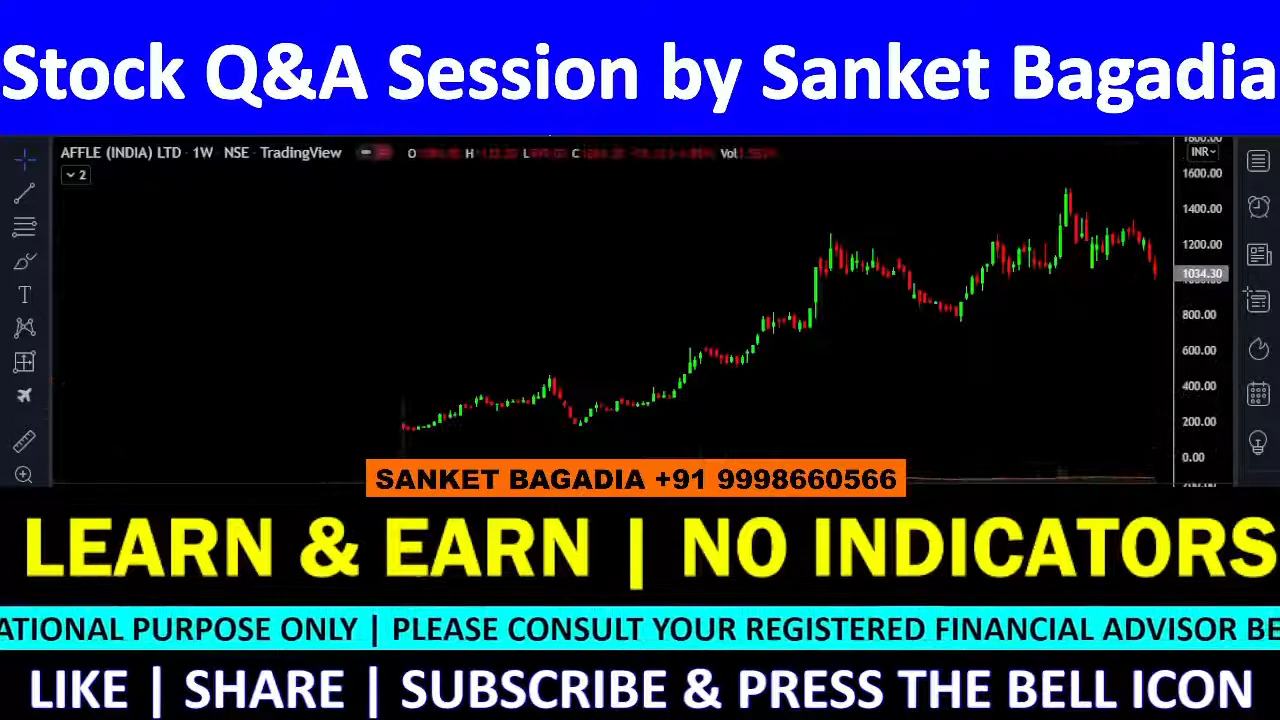 Stock Q&A Session by Sanket Bagadia
AFFLE (INDIA) LTD · 1W · NSE · TradingView O H L C Vol
INR
2
1600.00
1400.00
1200.00
1034.30
800.00
600.00
400.00
200.00
0.00
SANKET BAGADIA +91 9998660566
LEARN & EARN | NO INDICATORS
ATIONAL PURPOSE ONLY | PLEASE CONSULT YOUR REGISTERED FINANCIAL ADVISOR BE
LIKE | SHARE | SUBSCRIBE & PRESS THE BELL ICON